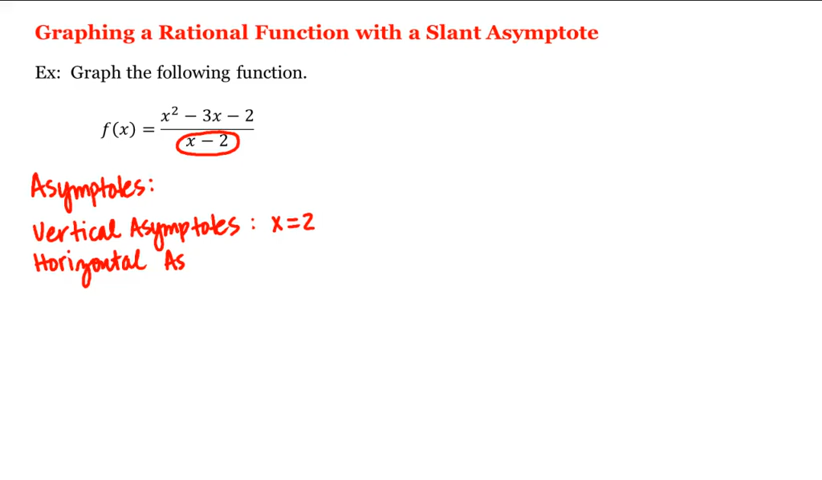 Graphing a Rational Function with a Slant Asymptote
Ex: Graph the following function.
f(x) = (x² − 3x − 2)/(x − 2)
Asymptotes:
Vertical Asymptotes: x=2
Horizontal As